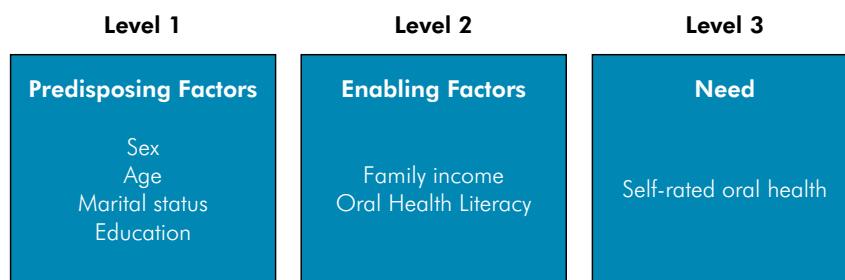 Level 1
Level 2
Level 3
Predisposing Factors
Sex
Age
Marital status
Education
Enabling Factors
Family income
Oral Health Literacy
Need
Self-rated oral health